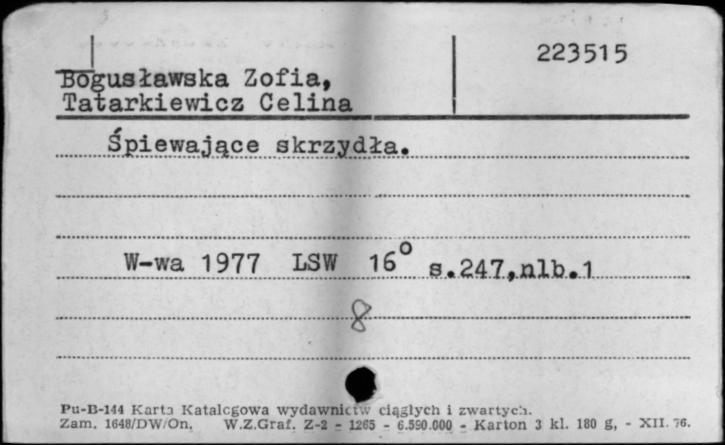 223515
Bogusławska Zofia,
Tatarkiewicz Celina
Śpiewające skrzydła.
W-wa 1977 LSW 16° s.247,nlb.1
8
Pu-B-144 Karta Katalogowa wydawnictw ciągłych i zwartych.
Zam. 1648/DW/On. W.Z.Graf. Z-2 - 1265 - 6.590.000 - Karton 3 kl. 180 g, - XII. 76.